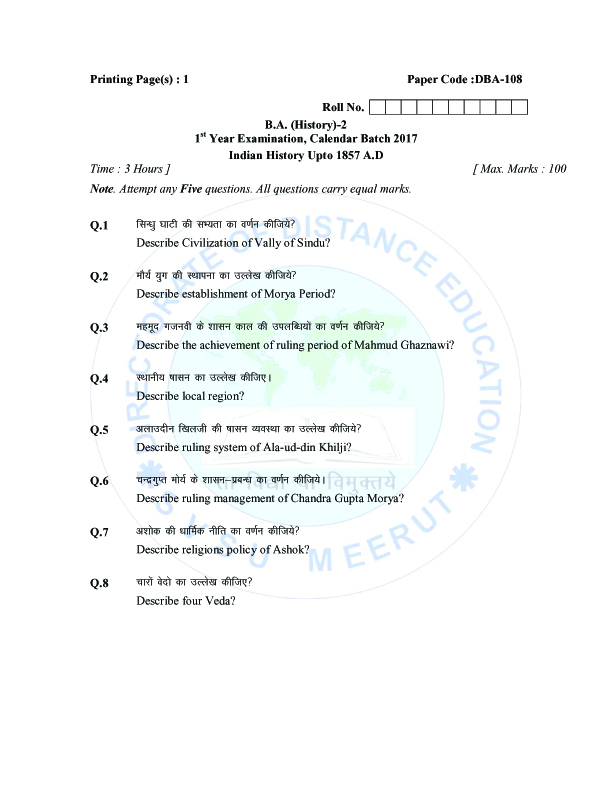 Printing Page(s) : 1 Paper Code :DBA-108
Roll No.
B.A. (History)-2
1st Year Examination, Calendar Batch 2017
Indian History Upto 1857 A.D
Time : 3 Hours ] [ Max. Marks : 100
Note. Attempt any Five questions. All questions carry equal marks.
Q.1 सिन्धु घाटी की सभ्यता का वर्णन कीजिये?
Describe Civilization of Vally of Sindu?
Q.2 मौर्य युग की स्थापना का उल्लेख कीजिये?
Describe establishment of Morya Period?
Q.3 महमूद गजनवी के शासन काल की उपलब्धियों का वर्णन कीजिये?
Describe the achievement of ruling period of Mahmud Ghaznawi?
Q.4 स्थानीय षासन का उल्लेख कीजिए।
Describe local region?
Q.5 अलाउदीन खिलजी की षासन व्यवस्था का उल्लेख कीजिये?
Describe ruling system of Ala-ud-din Khilji?
Q.6 चन्द्रगुप्त मोर्य के शासन–प्रबन्ध का वर्णन कीजिये।
Describe ruling management of Chandra Gupta Morya?
Q.7 अशोक की धार्मिक नीति का वर्णन कीजिये?
Describe religions policy of Ashok?
Q.8 चारों वेदो का उल्लेख कीजिए?
Describe four Veda?
DIRECTORATE OF DISTANCE EDUCATION
SVSU MEERUT
सा विद्या या विमुक्तये